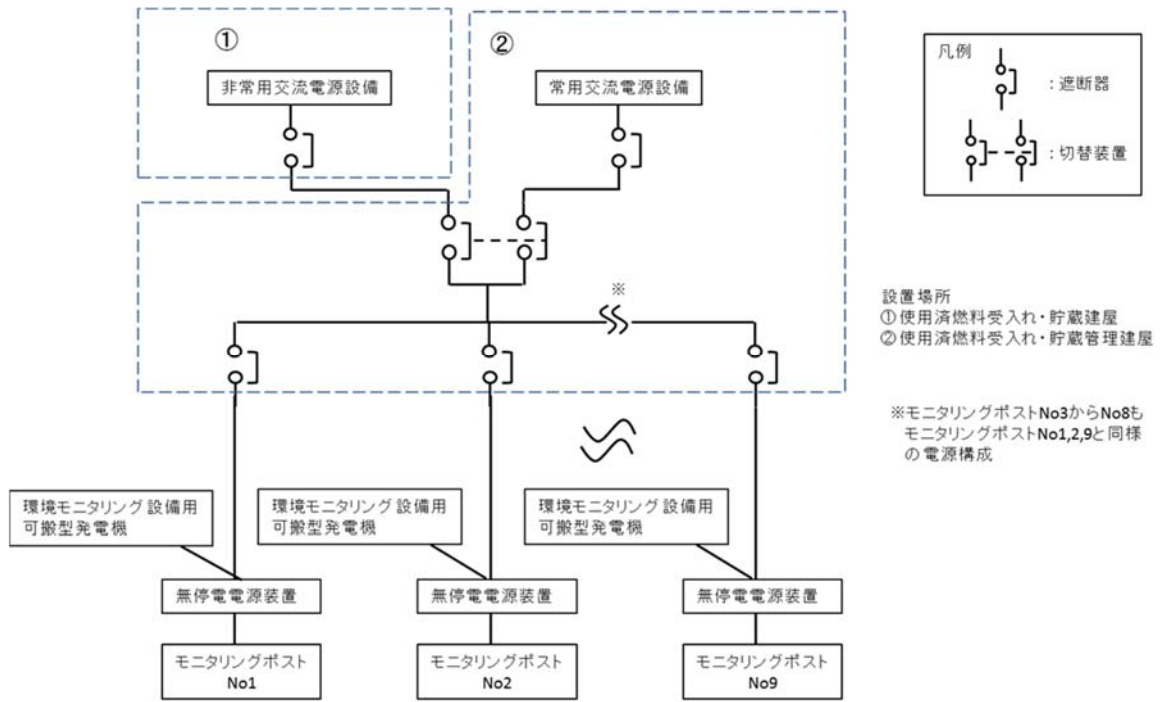 ①
②
非常用交流電源設備
常用交流電源設備
凡例
：遮断器
：切替装置
※
設置場所
①使用済燃料受入れ・貯蔵建屋
②使用済燃料受入れ・貯蔵管理建屋
※モニタリングポストNo3からNo8も
モニタリングポストNo1,2,9と同様
の電源構成
環境モニタリング設備用
可搬型発電機
環境モニタリング設備用
可搬型発電機
環境モニタリング設備用
可搬型発電機
無停電電源装置
無停電電源装置
無停電電源装置
モニタリングポスト
No1
モニタリングポスト
No2
モニタリングポスト
No9